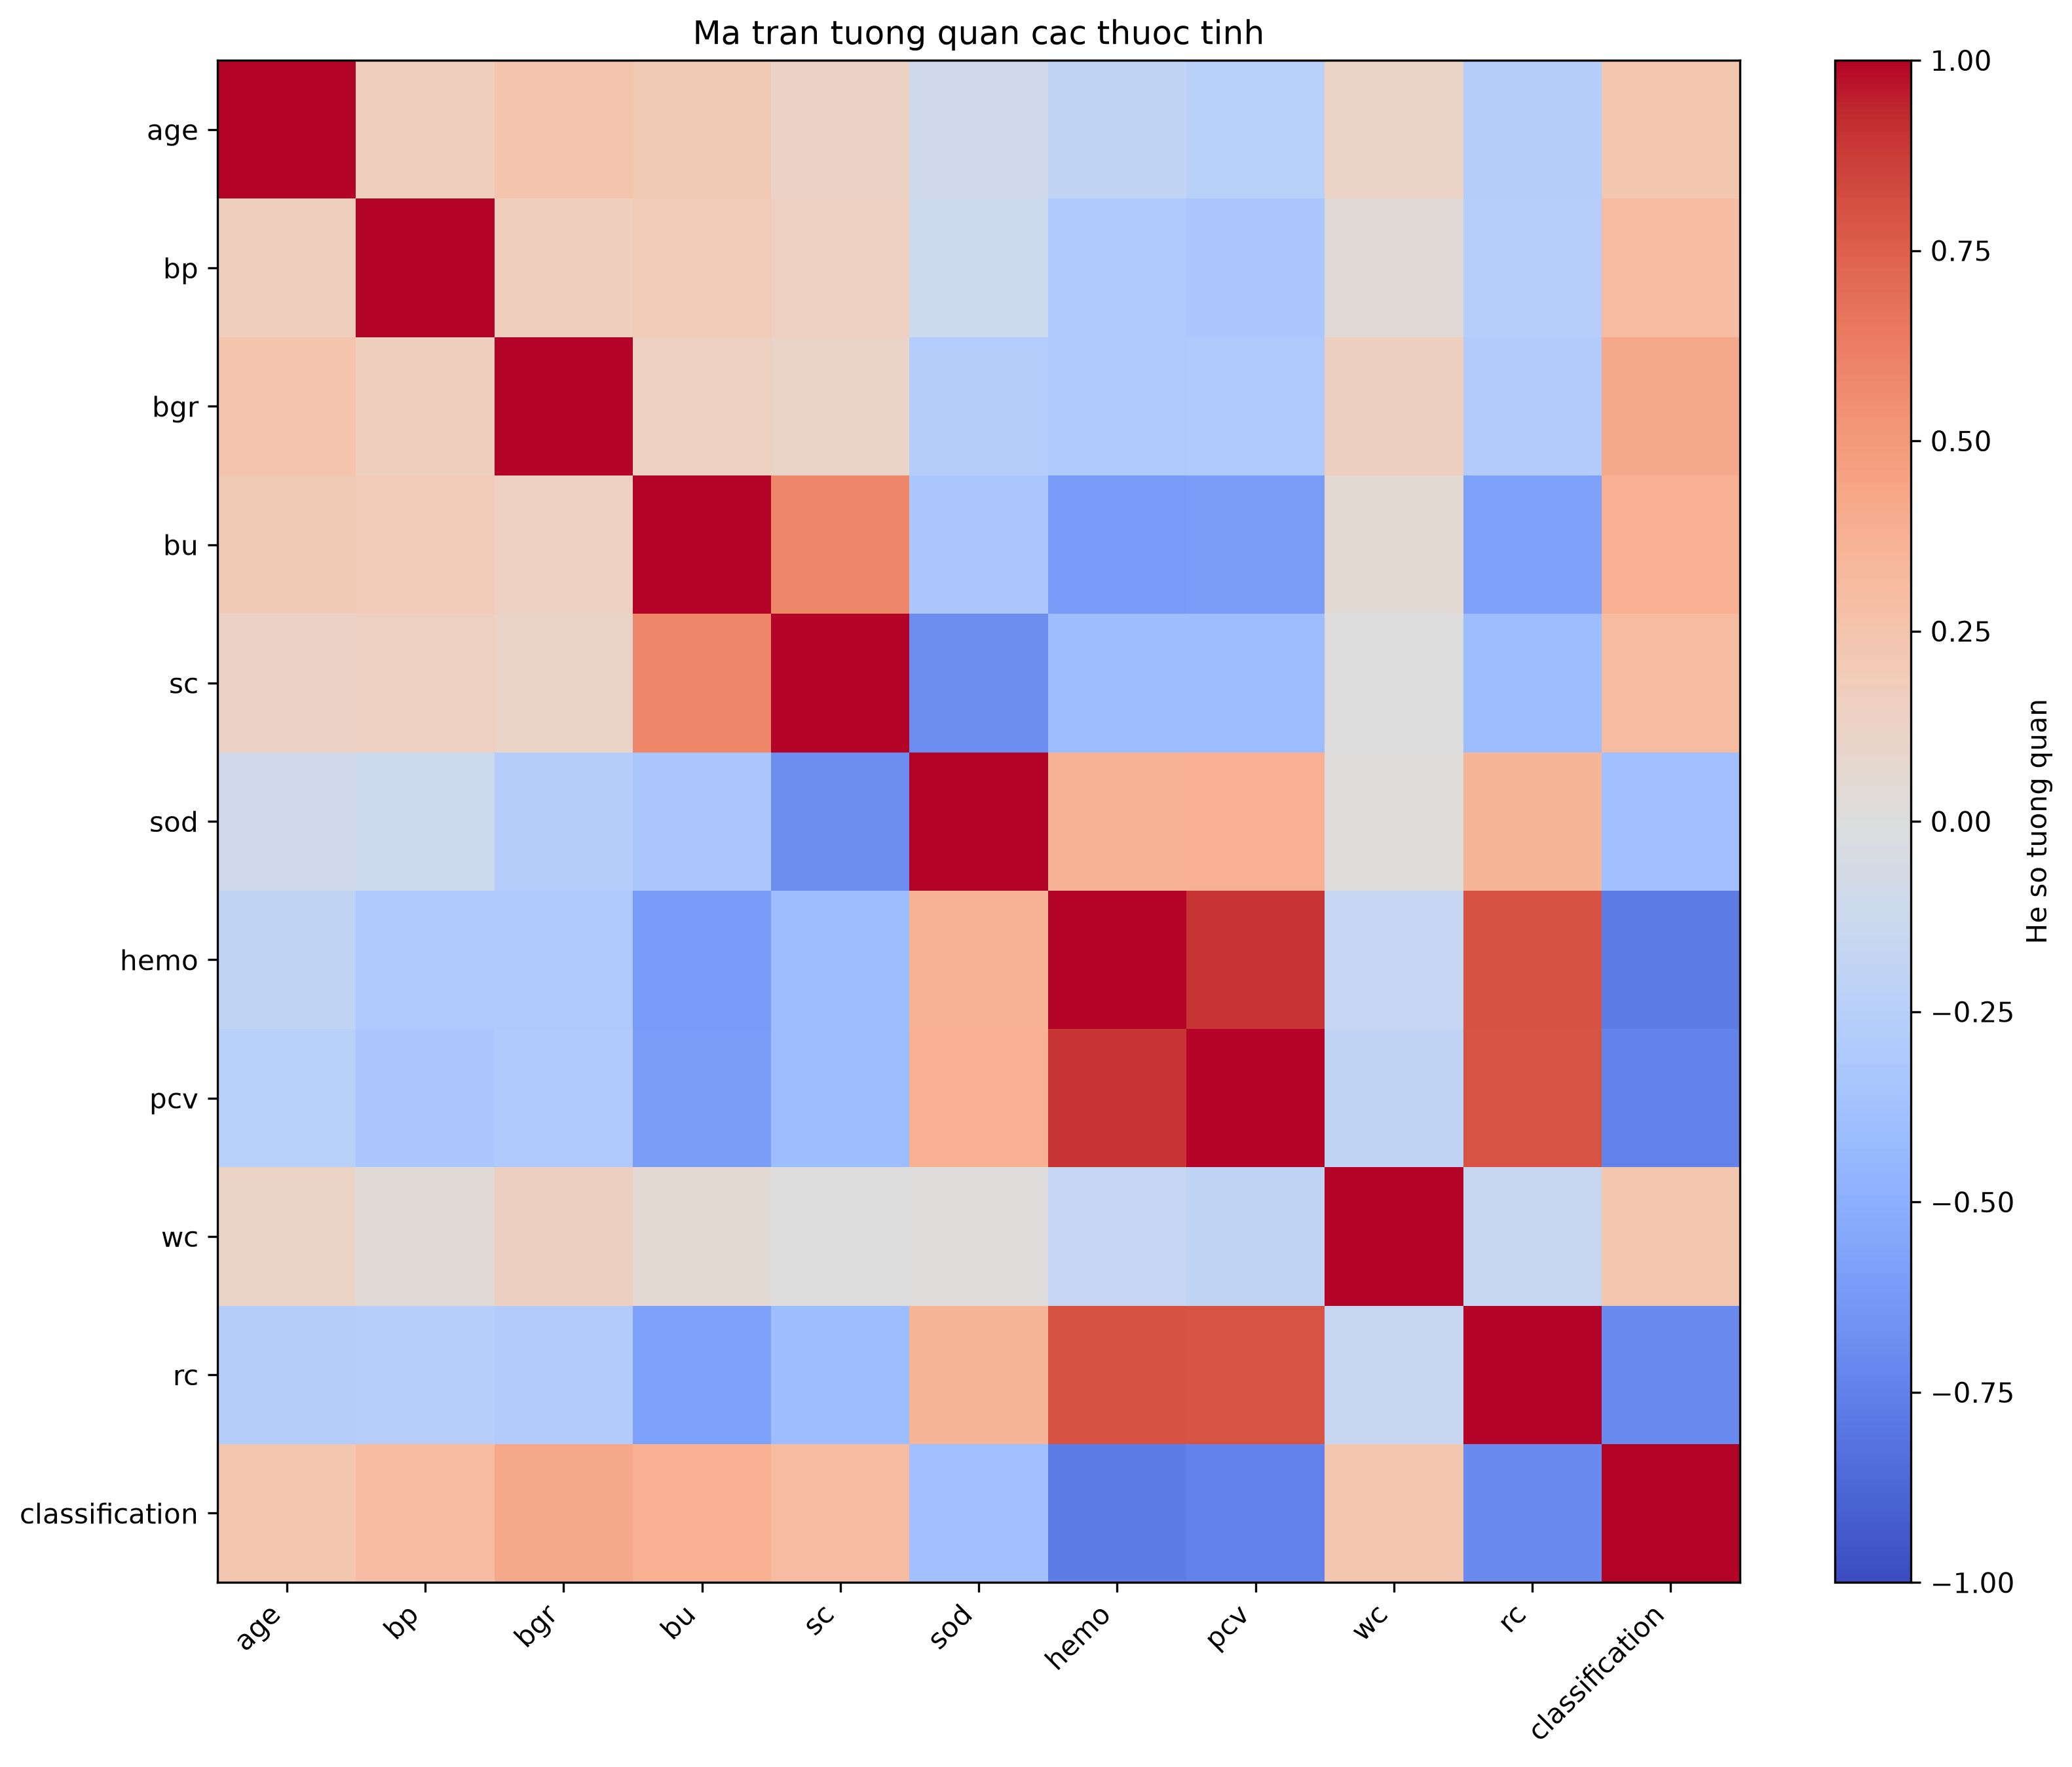 Ma tran tuong quan cac thuoc tinh
age
bp
bgr
bu
sc
sod
hemo
pcv
wc
rc
classification
age
bp
bgr
bu
sc
sod
hemo
pcv
wc
rc
classification
1.00
0.75
0.50
0.25
0.00
−0.25
−0.50
−0.75
−1.00
He so tuong quan